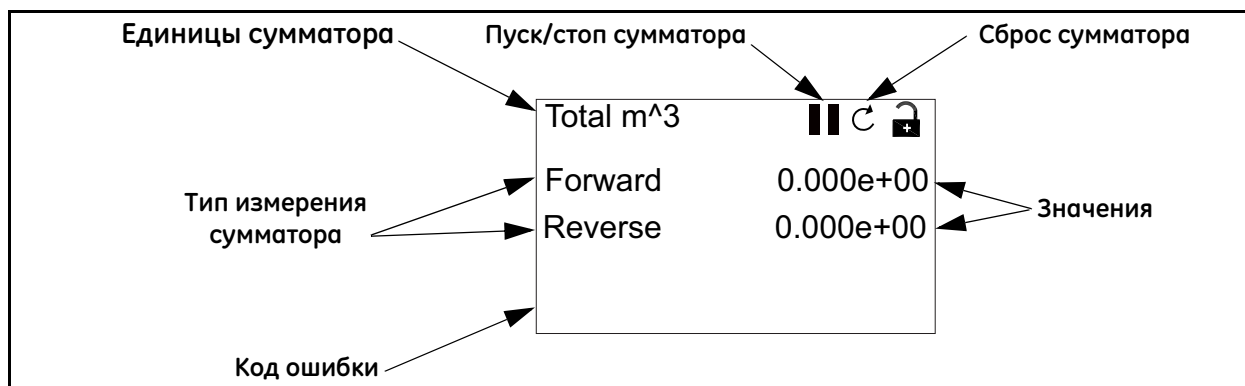 Единицы сумматора
Пуск/стоп сумматора
Сброс сумматора
Total m^3
Forward 0.000e+00
Reverse 0.000e+00
Тип измерения
сумматора
Значения
Код ошибки